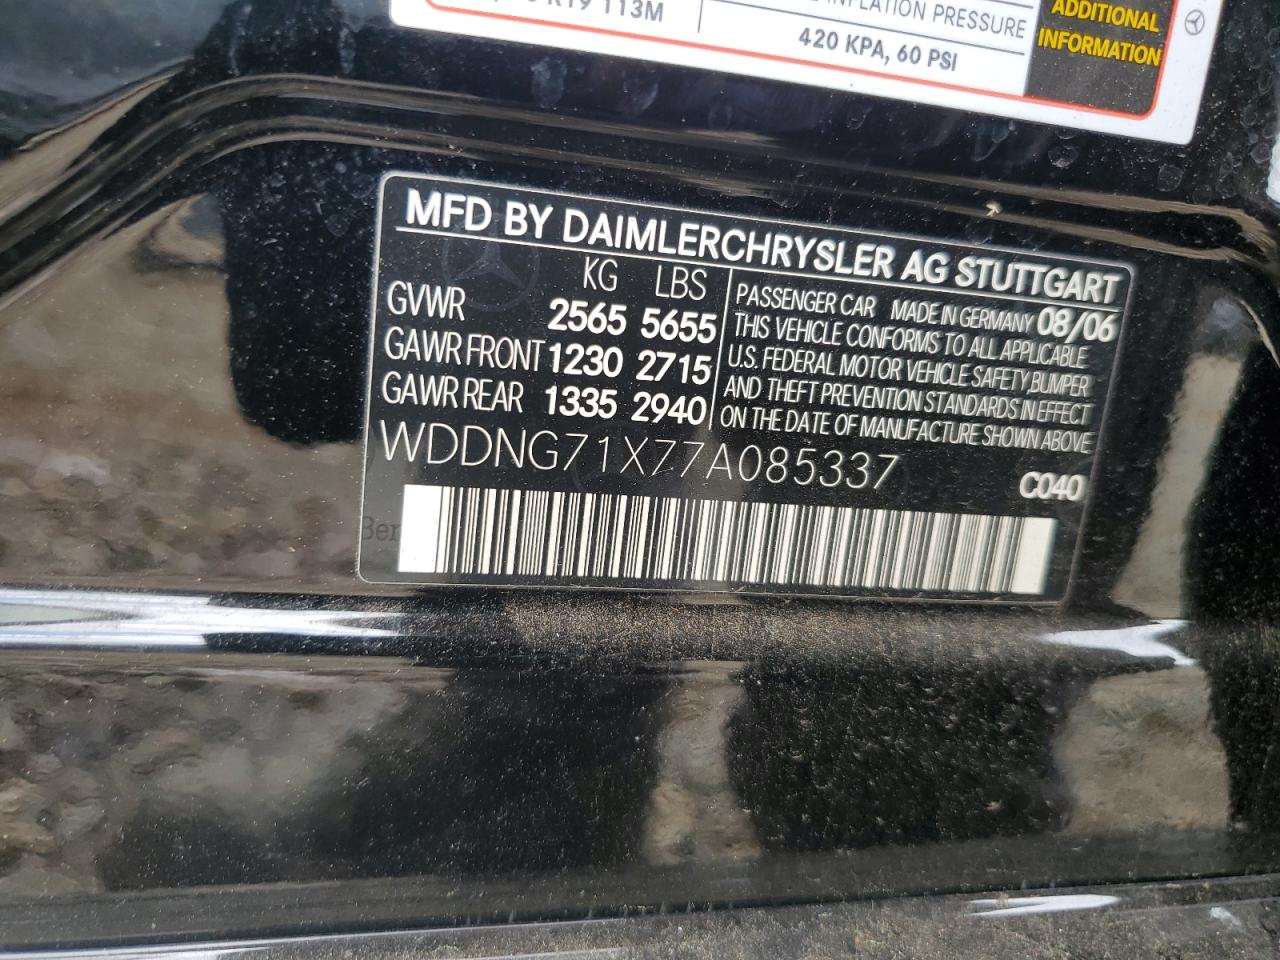 R19 113M
INFLATION PRESSURE
420 KPA, 60 PSI
ADDITIONAL
INFORMATION
MFD BY DAIMLERCHRYSLER AG STUTTGART
KG LBS
GVWR 2565 5655
GAWR FRONT 1230 2715
GAWR REAR 1335 2940
PASSENGER CAR MADE IN GERMANY 08/06
THIS VEHICLE CONFORMS TO ALL APPLICABLE
U.S. FEDERAL MOTOR VEHICLE SAFETY BUMPER
AND THEFT PREVENTION STANDARDS IN EFFECT
ON THE DATE OF MANUFACTURE SHOWN ABOVE
WDDNG71X77A085337
C040